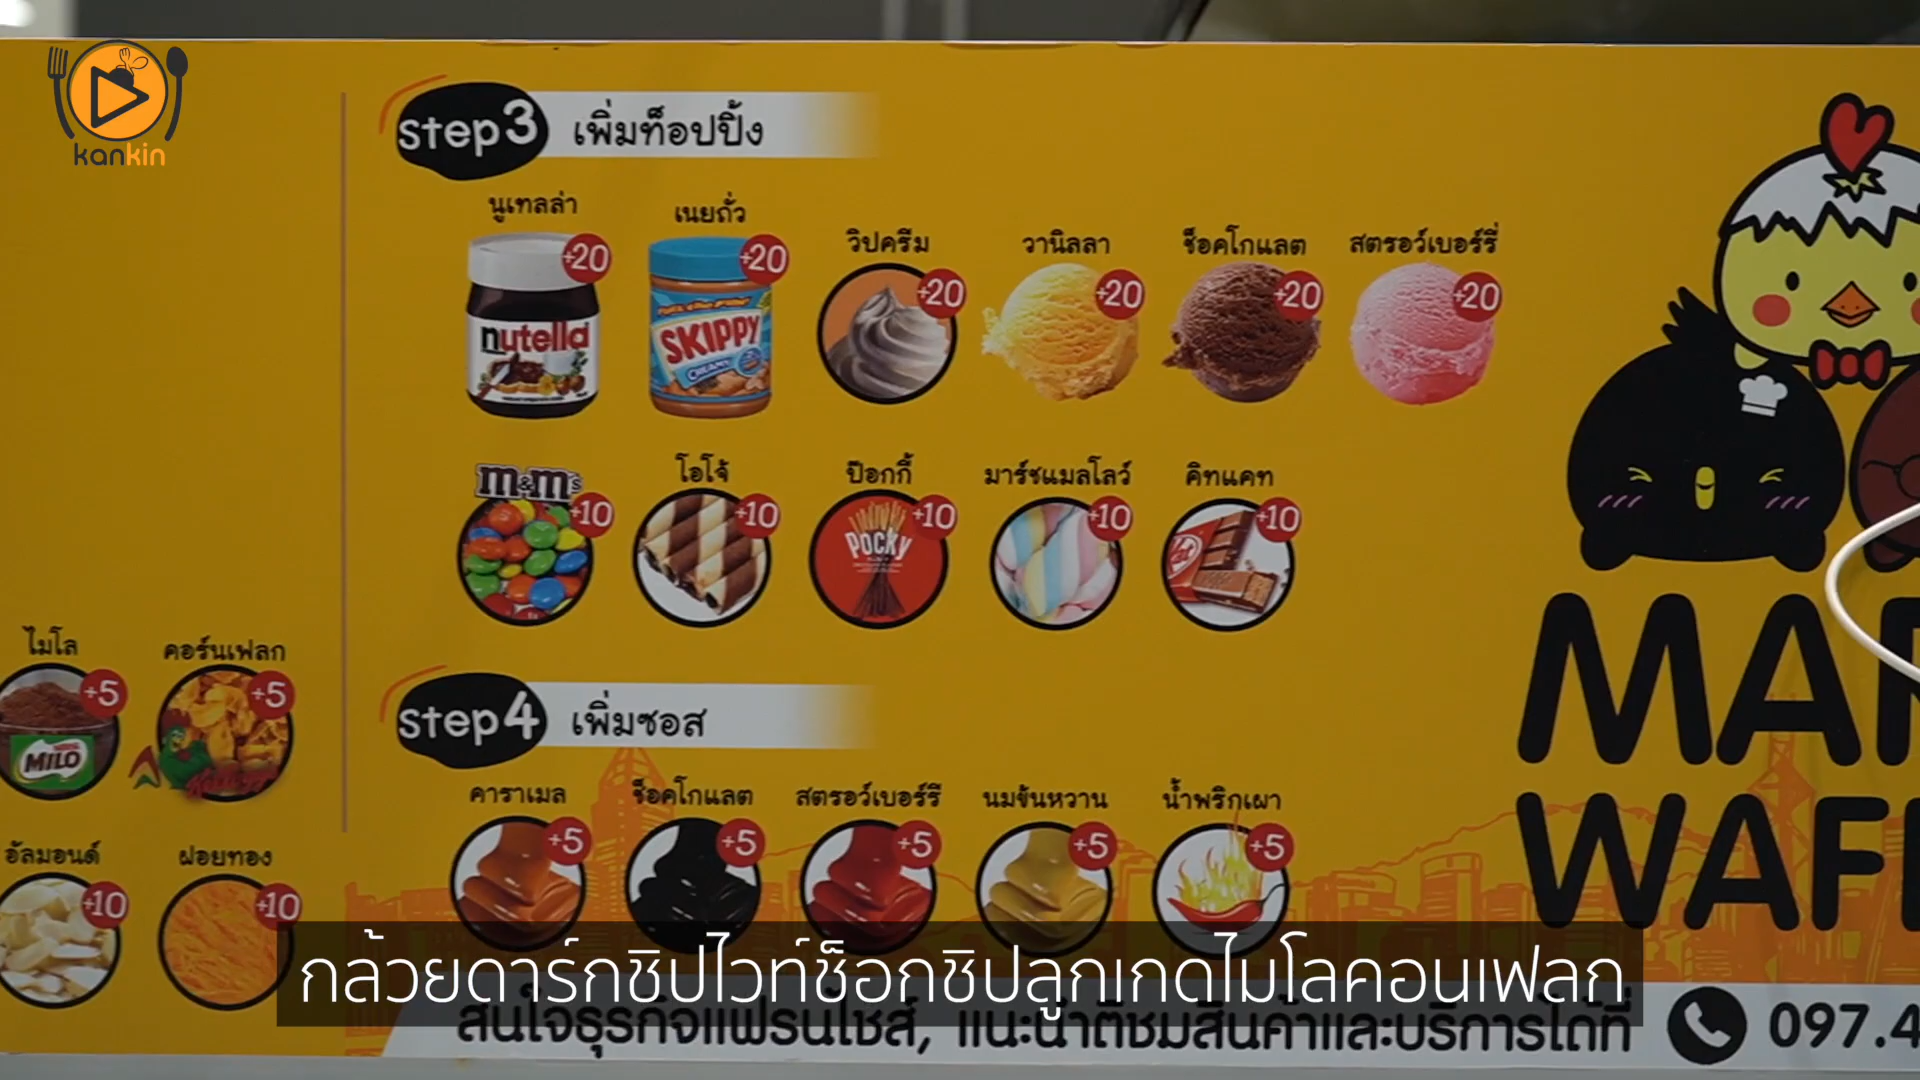 kankin
step3 เพิ่มท็อปปิ้ง
นูเทลล่า เนยถั่ว วิปครีม วานิลลา ช็อคโกแลต สตรอว์เบอร์รี่
+20 +20 +20 +20 +20 +20
nutella SKIPPY
CREAMY
m&m's โอโจ้ ป๊อกกี้ มาร์ชแมลโลว์ คิทแคท
+10 +10 +10 +10 +10
POCKY
ไมโล คอร์นเฟลก
+5 +5
MILO
step4 เพิ่มซอส
คาราเมล ช็อคโกแลต สตรอว์เบอร์รี นมข้นหวาน น้ำพริกเผา
+5 +5 +5 +5 +5
อัลมอนด์ ฝอยทอง
+10 +10
MA
WAF
กล้วยดาร์กชิปไวท์ช็อกชิปลูกเกดไมโลคอนเฟลก
สนใจธุรกิจแฟรนไชส์, แนะนำติชมสินค้าและบริการได้ที่ 097.4